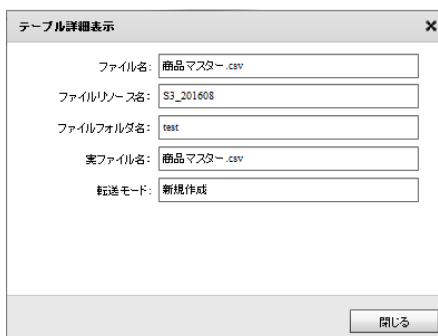 テーブル詳細表示
ファイル名: 商品マスター.csv
ファイルリソース名: S3_201608
ファイルフォルダ名: test
実ファイル名: 商品マスター.csv
転送モード: 新規作成
閉じる